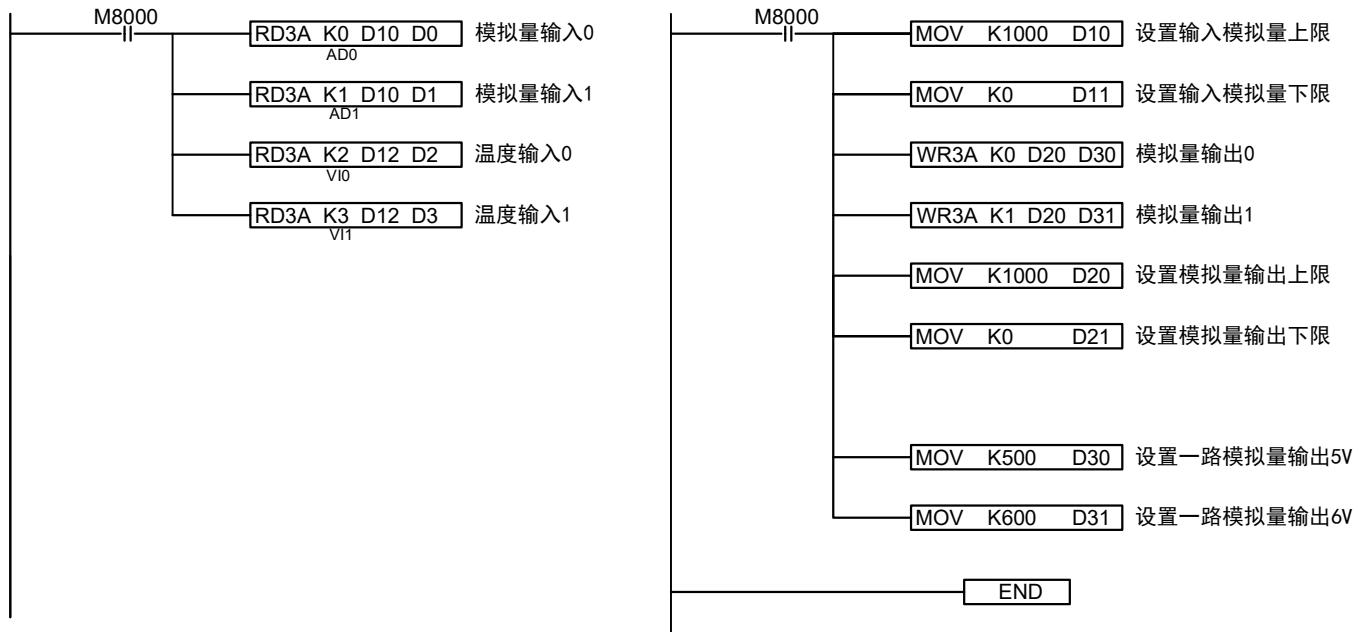 M8000
RD3A K0 D10 D0 模拟量输入0
AD0
RD3A K1 D10 D1 模拟量输入1
AD1
RD3A K2 D12 D2 温度输入0
VI0
RD3A K3 D12 D3 温度输入1
VI1
M8000
MOV K1000 D10 设置输入模拟量上限
MOV K0 D11 设置输入模拟量下限
WR3A K0 D20 D30 模拟量输出0
WR3A K1 D20 D31 模拟量输出1
MOV K1000 D20 设置模拟量输出上限
MOV K0 D21 设置模拟量输出下限
MOV K500 D30 设置一路模拟量输出5V
MOV K600 D31 设置一路模拟量输出6V
END